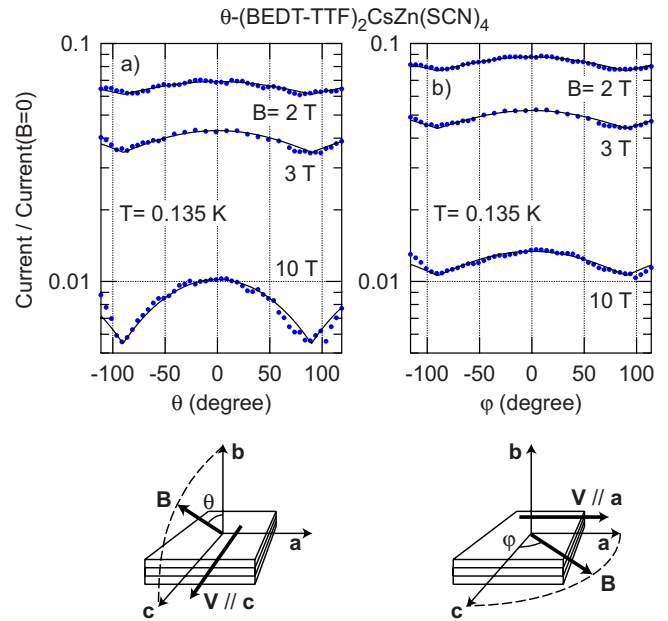 θ-(BEDT-TTF)₂CsZn(SCN)₄
Current / Current(B=0)
0.1
0.01
a)
B= 2 T
3 T
T= 0.135 K
10 T
-100 -50 0 50 100
θ (degree)
0.1
0.01
b)
B= 2 T
3 T
T= 0.135 K
10 T
-100 -50 0 50 100
φ (degree)
b
B
θ
a
c
V // c
b
V // a
φ
a
B
c